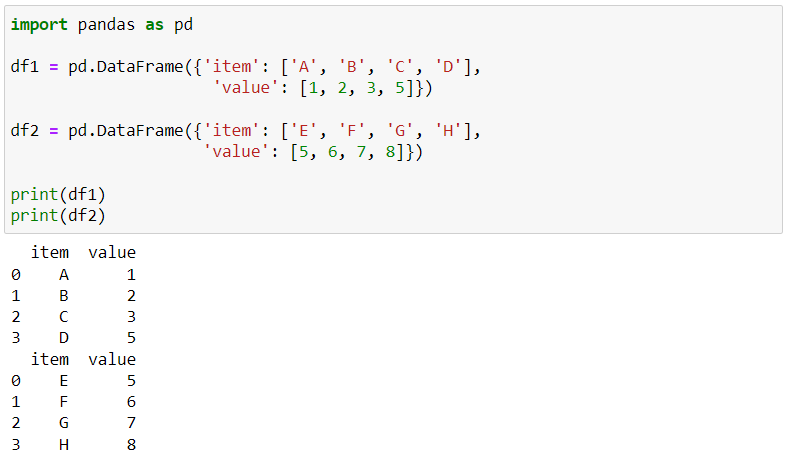 import pandas as pd
df1 = pd.DataFrame({'item': ['A', 'B', 'C', 'D'],
'value': [1, 2, 3, 5]})
df2 = pd.DataFrame({'item': ['E', 'F', 'G', 'H'],
'value': [5, 6, 7, 8]})
print(df1)
print(df2)
item value
0 A 1
1 B 2
2 C 3
3 D 5
item value
0 E 5
1 F 6
2 G 7
3 H 8